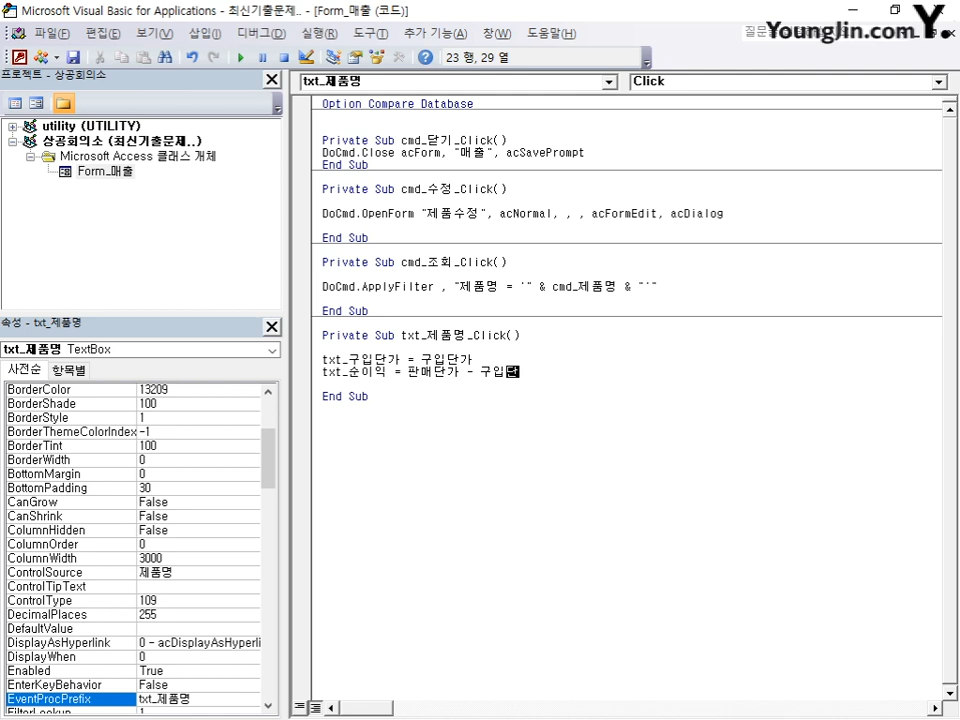 Microsoft Visual Basic for Applications - 최신기출문제.. - [Form_매출 (코드)]
Younglin.com Y.
파일(F) 편집(E) 보기(V) 삽입(I) 디버그(D) 실행(R) 도구(T) 추가 기능(A) 창(W) 도움말(H)
23 행, 29 열
프로젝트 - 상공회의소
txt_제품명 Click
utility (UTILITY)
상공회의소 (최신기출문제..)
Microsoft Access 클래스 개체
Form_매출
Option Compare Database
Private Sub cmd_닫기_Click()
DoCmd.Close acForm, "매출", acSavePrompt
End Sub
Private Sub cmd_수정_Click()
DoCmd.OpenForm "제품수정", acNormal, , , acFormEdit, acDialog
End Sub
Private Sub cmd_조회_Click()
DoCmd.ApplyFilter , "제품명 = '" & cmd_제품명 & "'"
End Sub
Private Sub txt_제품명_Click()
txt_구입단가 = 구입단가
txt_순이익 = 판매단가 - 구입단
End Sub
속성 - txt_제품명
txt_제품명 TextBox
사전순 항목별
BorderColor 13209
BorderShade 100
BorderStyle 1
BorderThemeColorIndex -1
BorderTint 100
BorderWidth 0
BottomMargin 0
BottomPadding 30
CanGrow False
CanShrink False
ColumnHidden False
ColumnOrder 0
ColumnWidth 3000
ControlSource 제품명
ControlTipText
ControlType 109
DecimalPlaces 255
DefaultValue
DisplayAsHyperlink 0 - acDisplayAsHyperli
DisplayWhen 0
Enabled True
EnterKeyBehavior False
EventProcPrefix txt_제품명
FilterLookup 1